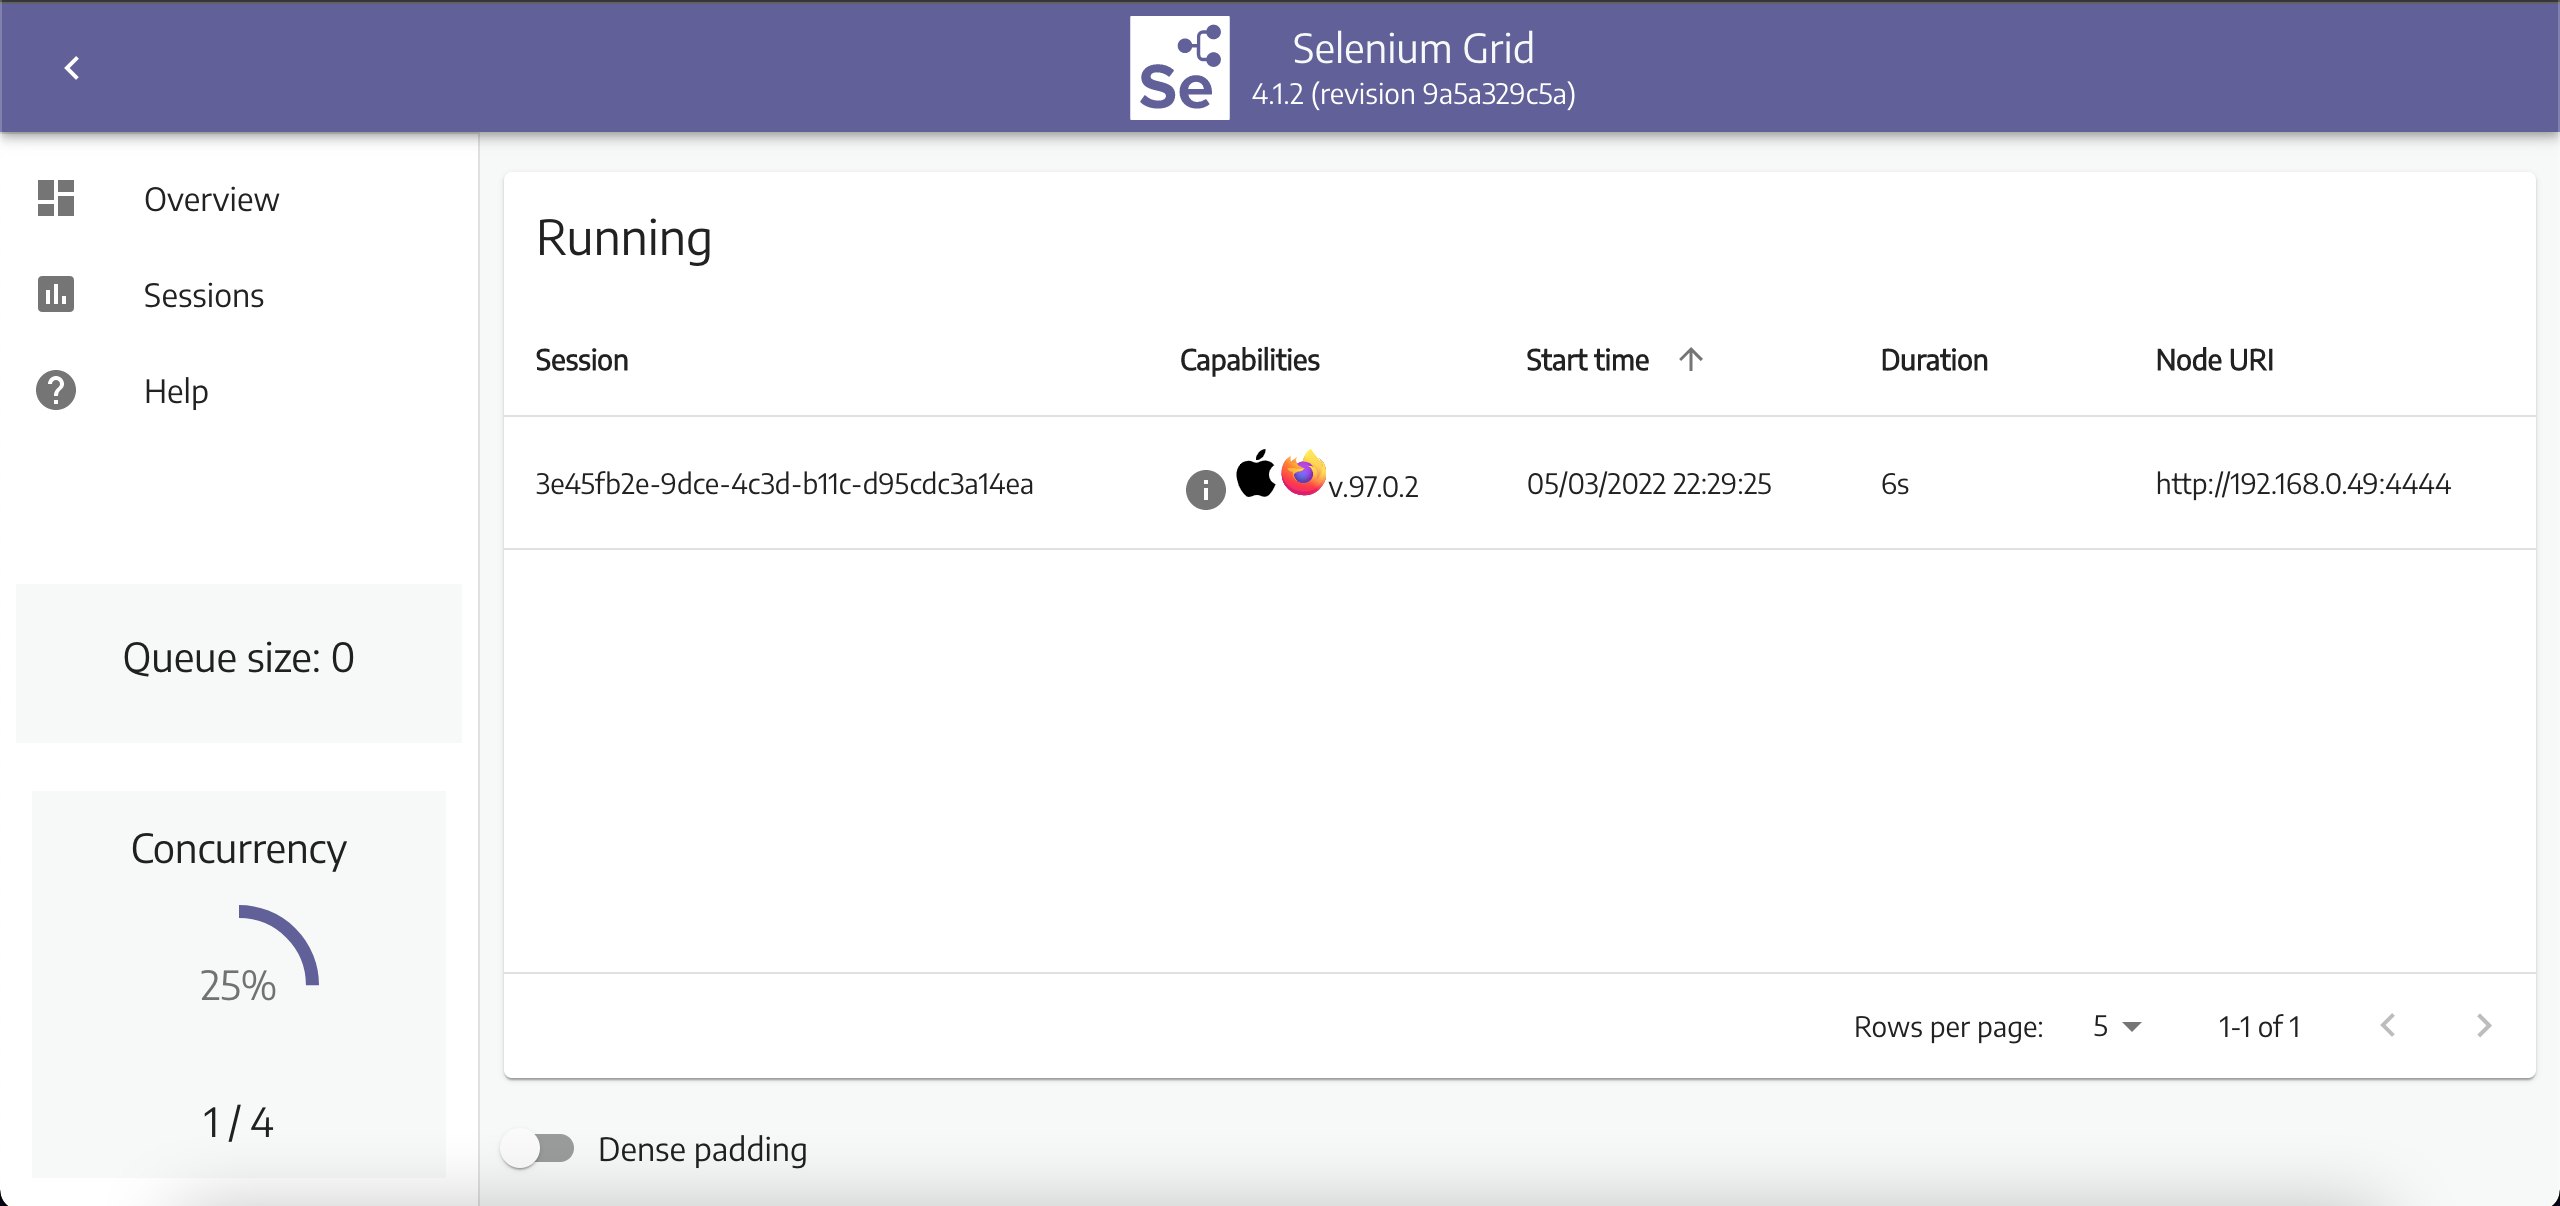 Se
Selenium Grid
4.1.2 (revision 9a5a329c5a)
Overview
Sessions
Help
Queue size: 0
Concurrency
25%
1 / 4
Running
Session Capabilities Start time Duration Node URI
3e45fb2e-9dce-4c3d-b11c-d95cdc3a14ea v.97.0.2 05/03/2022 22:29:25 6s http://192.168.0.49:4444
Rows per page: 5 1-1 of 1
Dense padding